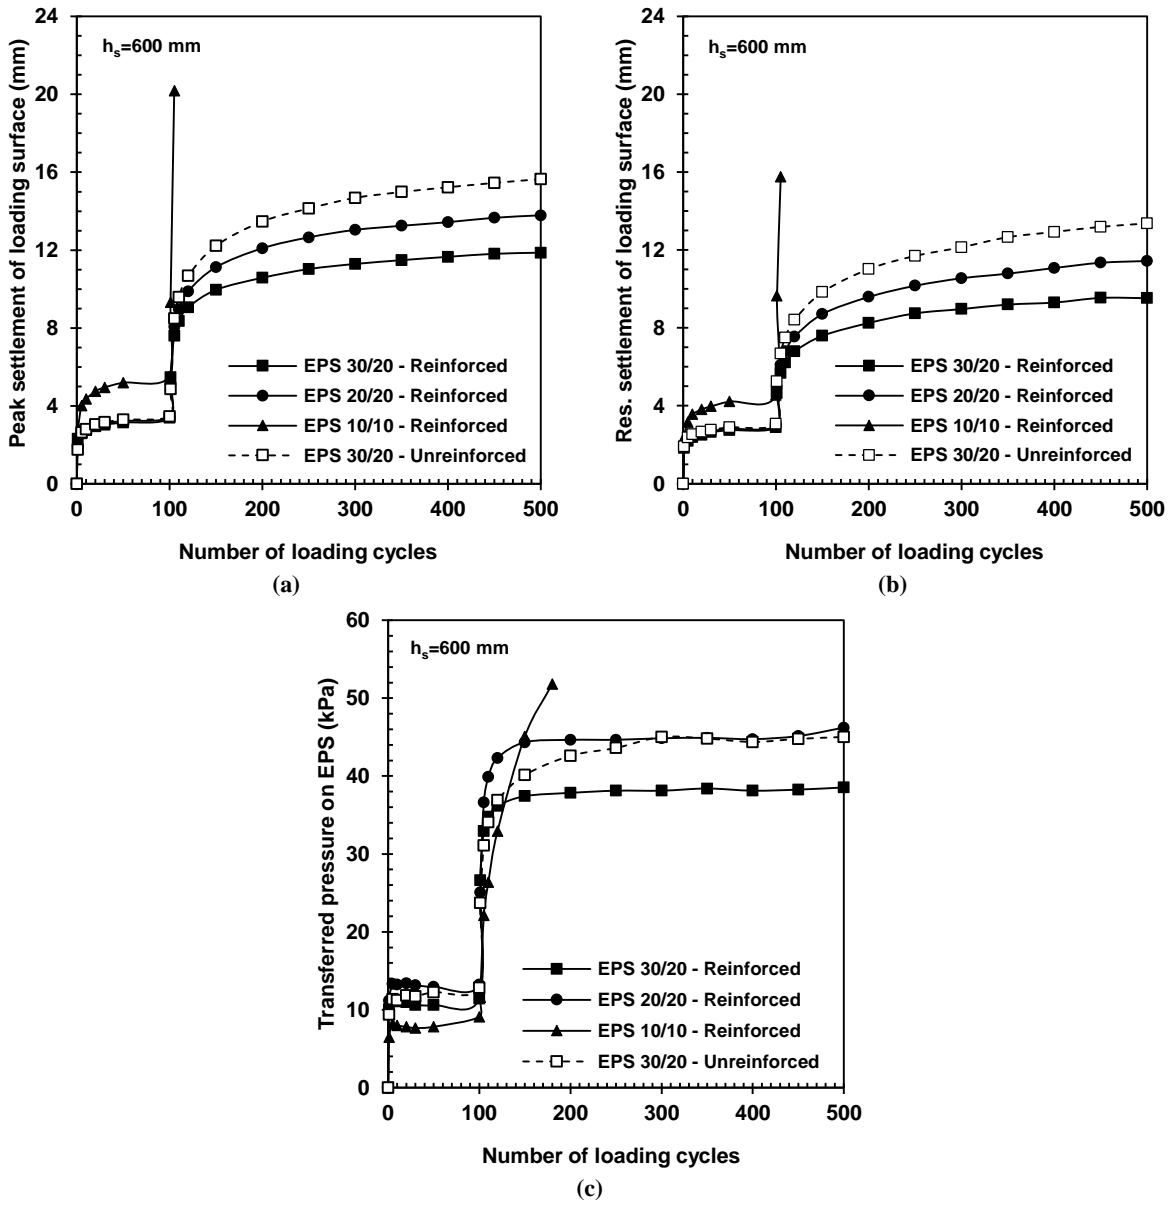 24
20
16
12
8
4
0
Peak settlement of loading surface (mm)
hs=600 mm
EPS 30/20 - Reinforced
EPS 20/20 - Reinforced
EPS 10/10 - Reinforced
EPS 30/20 - Unreinforced
0 100 200 300 400 500
Number of loading cycles
(a)
24
20
16
12
8
4
0
Res. settlement of loading surface (mm)
hs=600 mm
EPS 30/20 - Reinforced
EPS 20/20 - Reinforced
EPS 10/10 - Reinforced
EPS 30/20 - Unreinforced
0 100 200 300 400 500
Number of loading cycles
(b)
60
50
40
30
20
10
0
Transferred pressure on EPS (kPa)
hs=600 mm
EPS 30/20 - Reinforced
EPS 20/20 - Reinforced
EPS 10/10 - Reinforced
EPS 30/20 - Unreinforced
0 100 200 300 400 500
Number of loading cycles
(c)